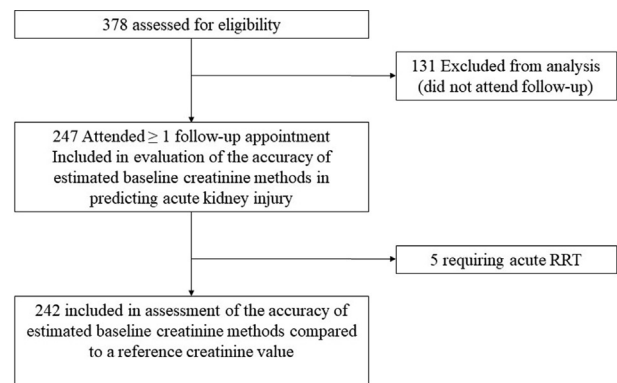 378 assessed for eligibility
131 Excluded from analysis
(did not attend follow-up)
247 Attended ≥ 1 follow-up appointment
Included in evaluation of the accuracy of
estimated baseline creatinine methods in
predicting acute kidney injury
5 requiring acute RRT
242 included in assessment of the accuracy of
estimated baseline creatinine methods compared
to a reference creatinine value